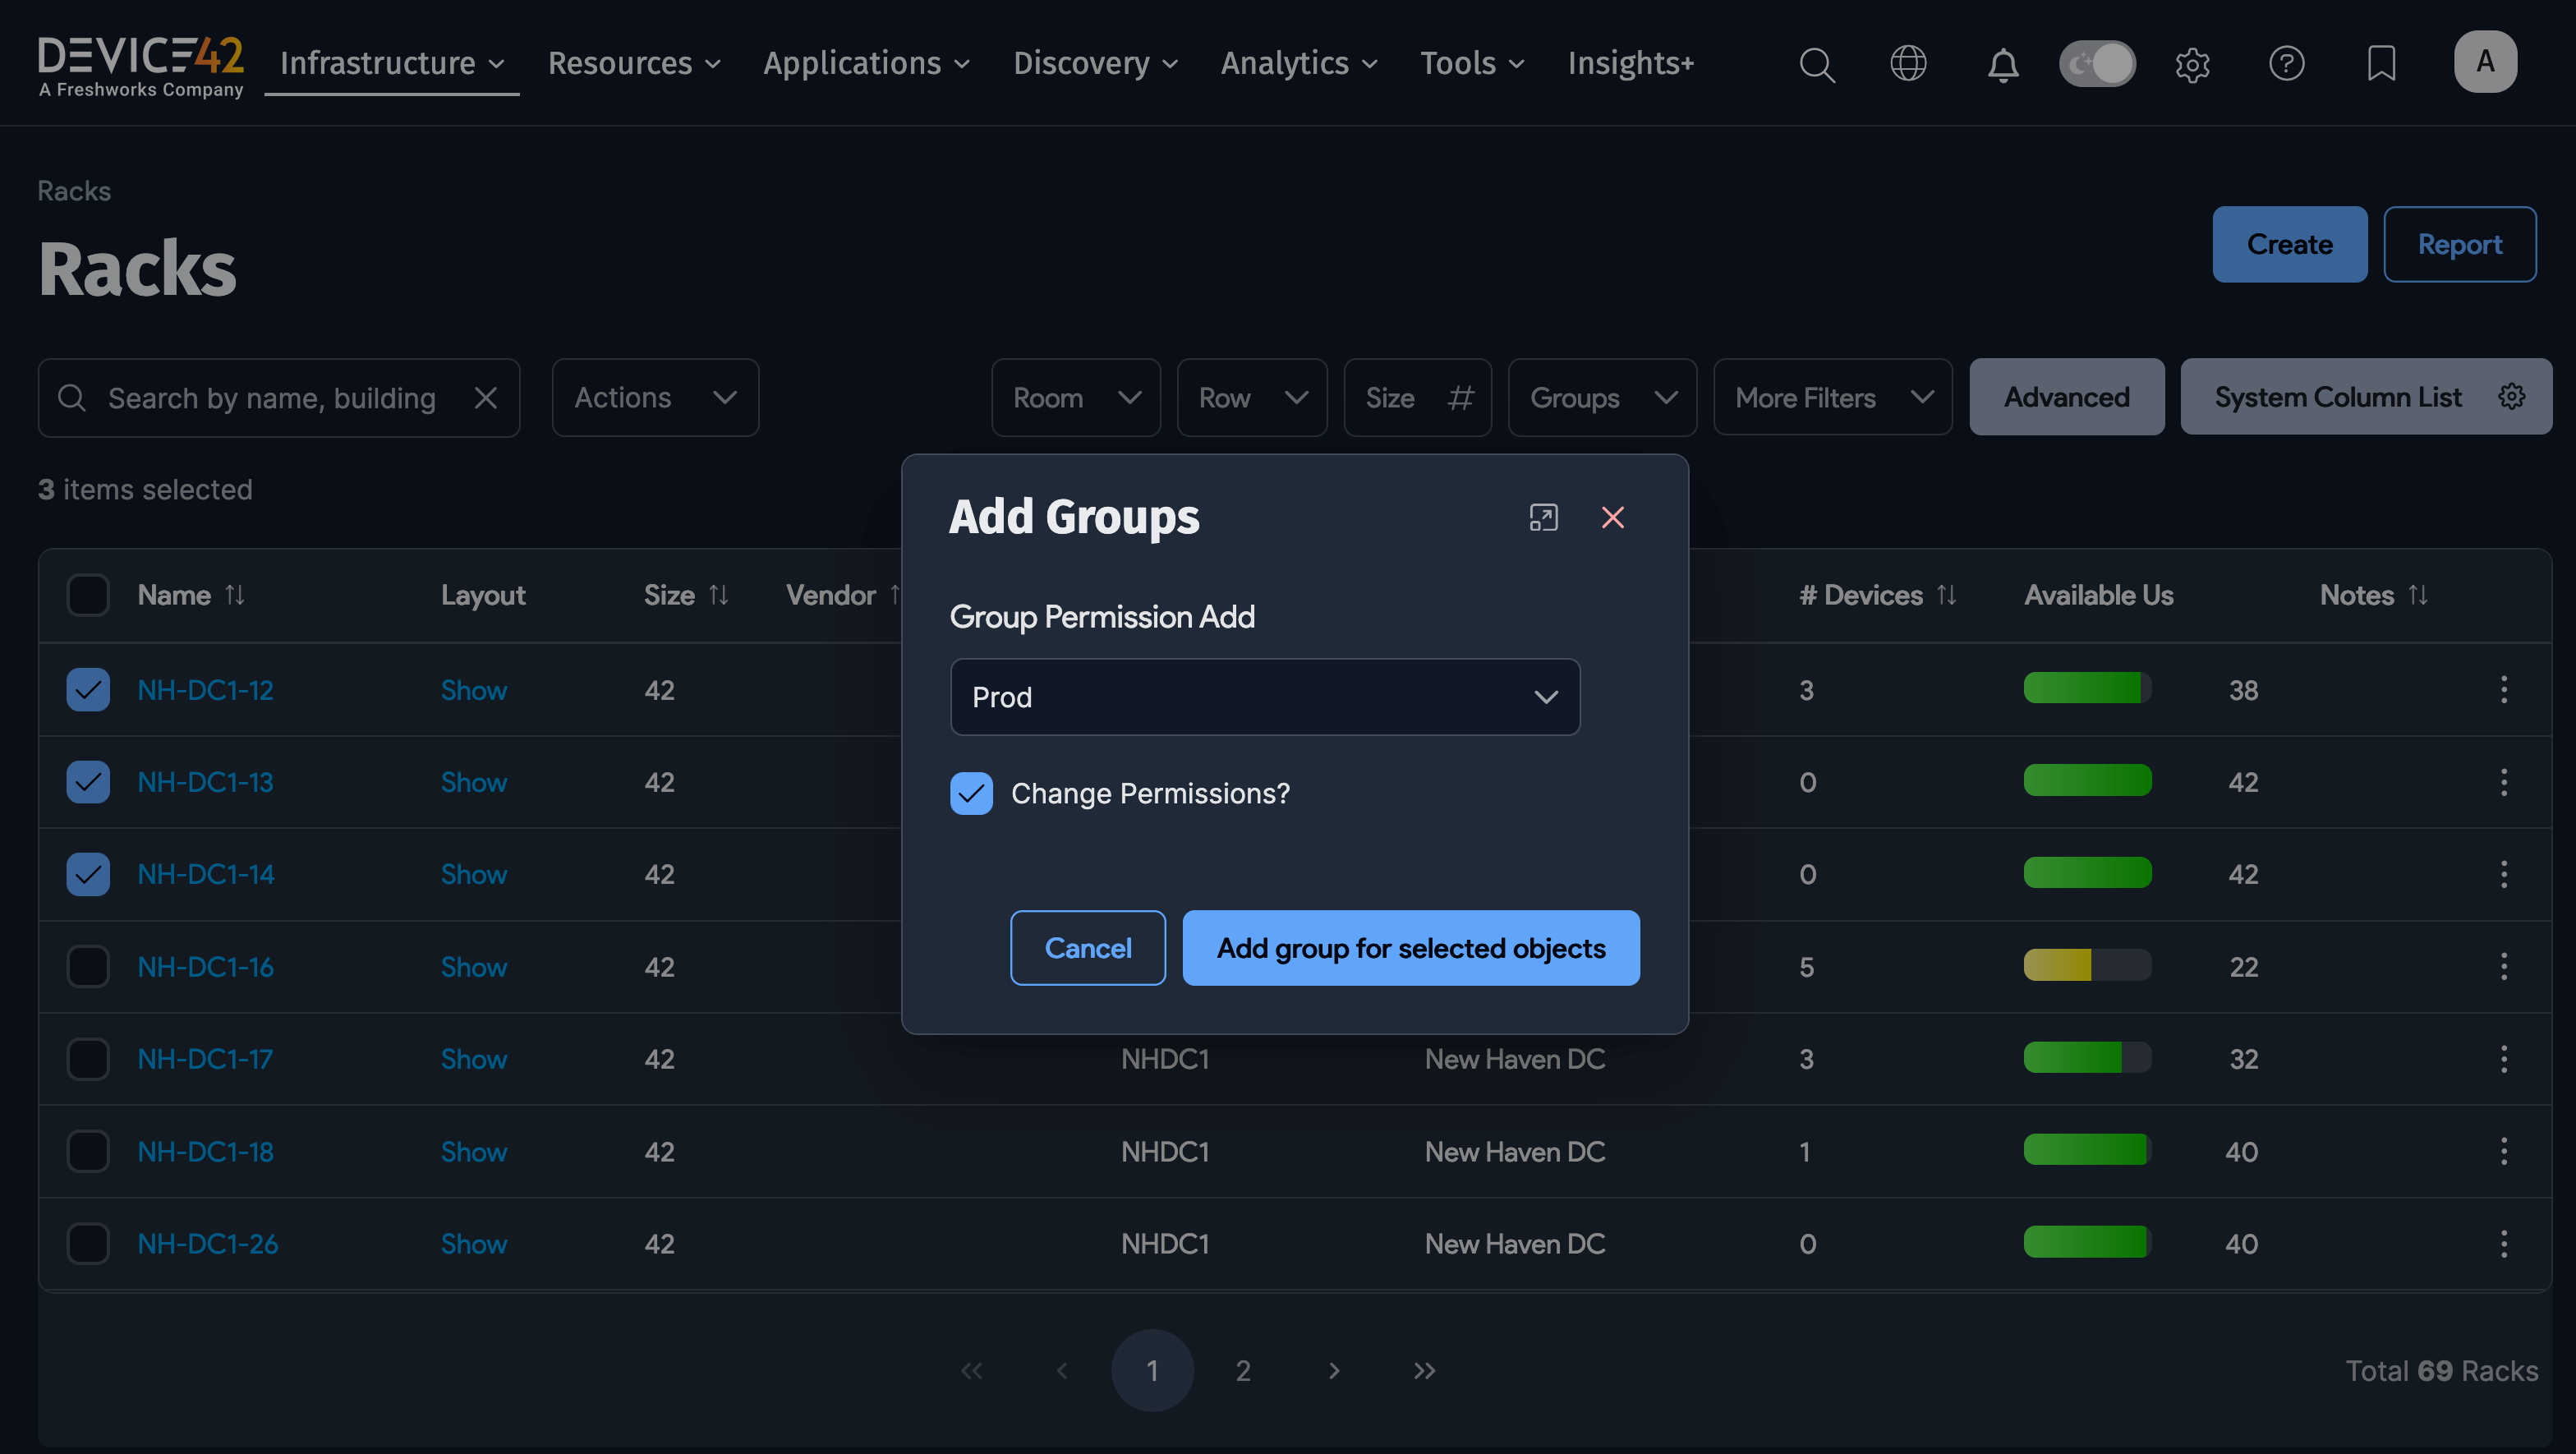 DEVICE42
A Freshworks Company
Infrastructure
Resources
Applications
Discovery
Analytics
Tools
Insights+
A
Racks
Racks
Create
Report
Search by name, building
Actions
Room
Row
Size #
Groups
More Filters
Advanced
System Column List
3 items selected
Add Groups
Group Permission Add
Prod
Change Permissions?
Cancel
Add group for selected objects
Name Layout Size Vendor # Devices Available Us Notes
NH-DC1-12 Show 42 3 38
NH-DC1-13 Show 42 0 42
NH-DC1-14 Show 42 0 42
NH-DC1-16 Show 42 5 22
NH-DC1-17 Show 42 NHDC1 New Haven DC 3 32
NH-DC1-18 Show 42 NHDC1 New Haven DC 1 40
NH-DC1-26 Show 42 NHDC1 New Haven DC 0 40
1 2
Total 69 Racks